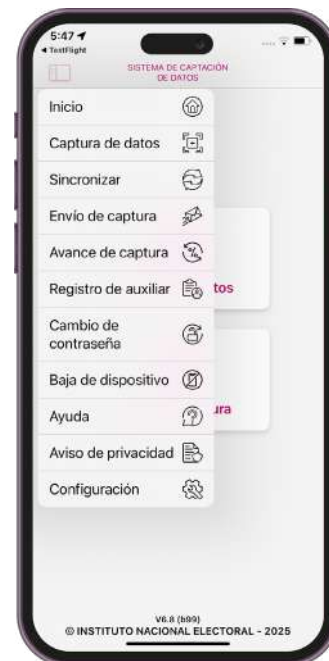 5:47
◀ TestFlight
SISTEMA DE CAPTACIÓN
DE DATOS
Inicio
Captura de datos
Sincronizar
Envío de captura
Avance de captura
Registro de auxiliar
tos
Cambio de
contraseña
Baja de dispositivo
Ayuda
ura
Aviso de privacidad
Configuración
V6.8 (b99)
© INSTITUTO NACIONAL ELECTORAL - 2025